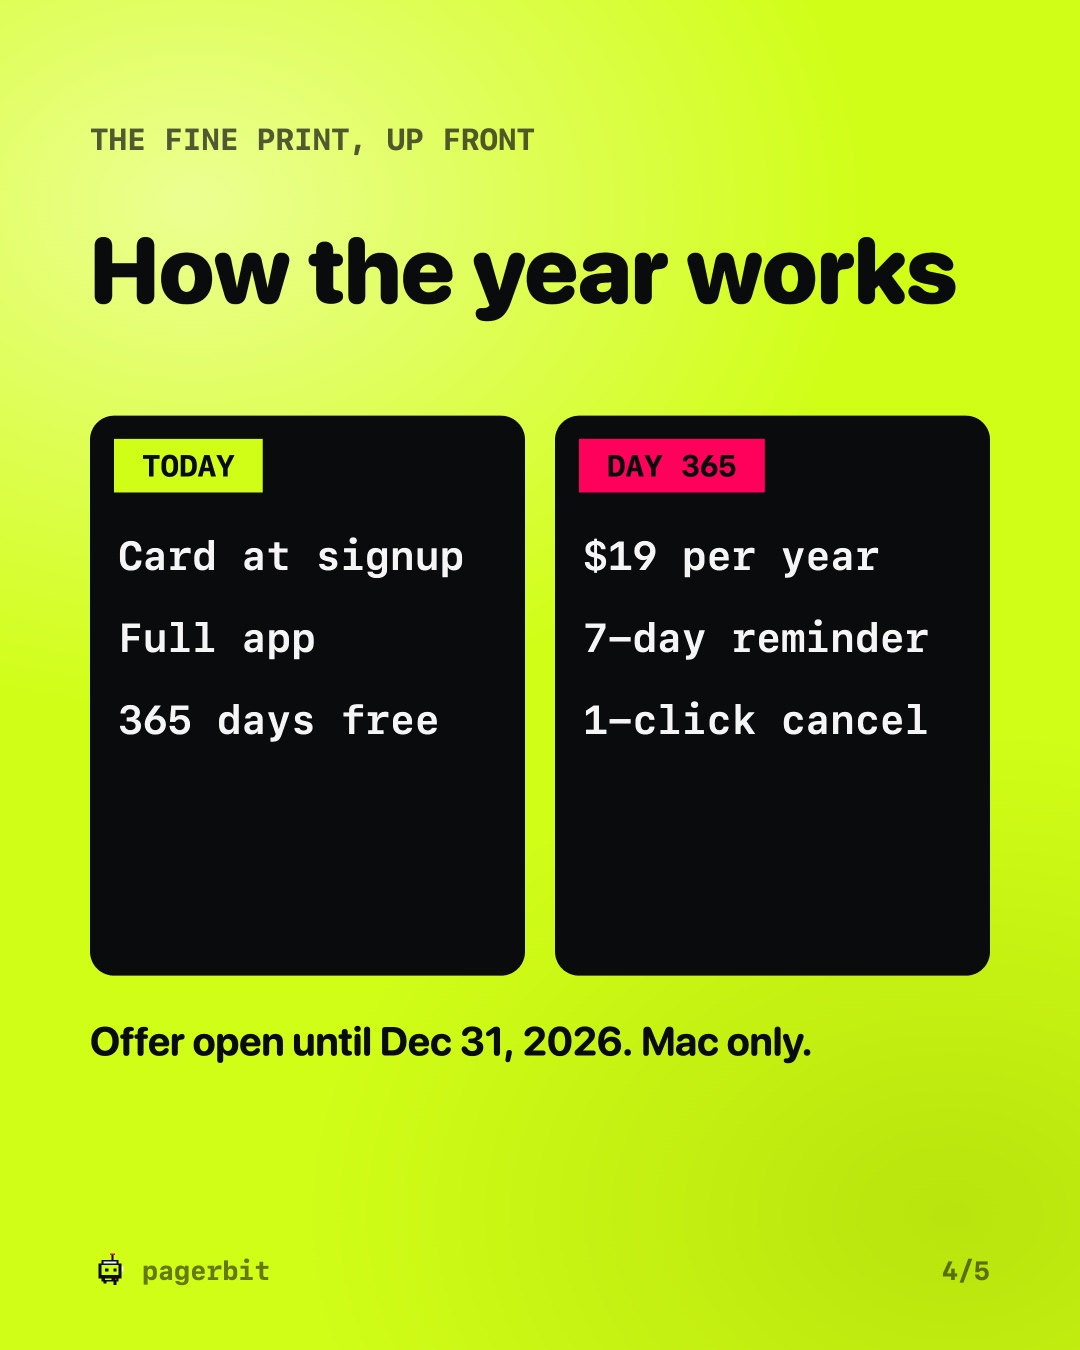 THE FINE PRINT, UP FRONT
How the year works
TODAY
Card at signup
Full app
365 days free
DAY 365
$19 per year
7-day reminder
1-click cancel
Offer open until Dec 31, 2026. Mac only.
pagerbit
4/5